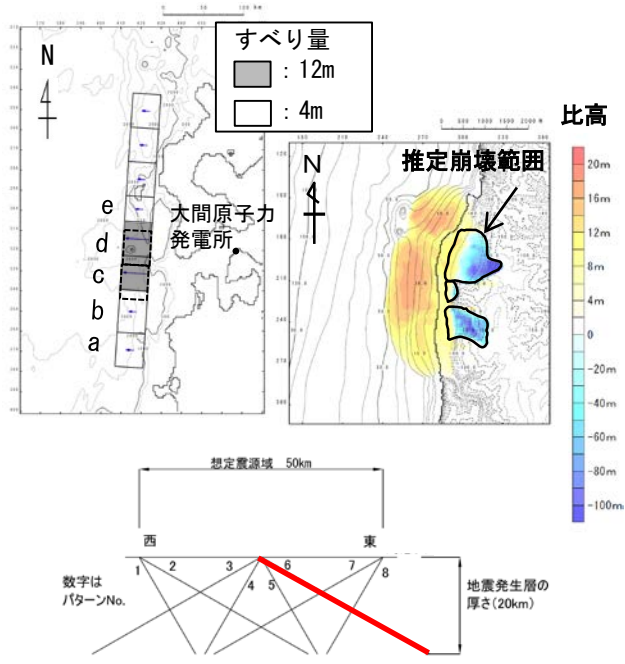 すべり量
：12m
：4m
N
e
d
c
b
a
大間原子力
発電所
N
推定崩壊範囲
比高
20m
16m
12m
8m
4m
0
-20m
-40m
-60m
-80m
-100m
想定震源域 50km
西
東
1
2
3
4
5
6
7
8
数字は
パターンNo.
地震発生層の
厚さ(20km)